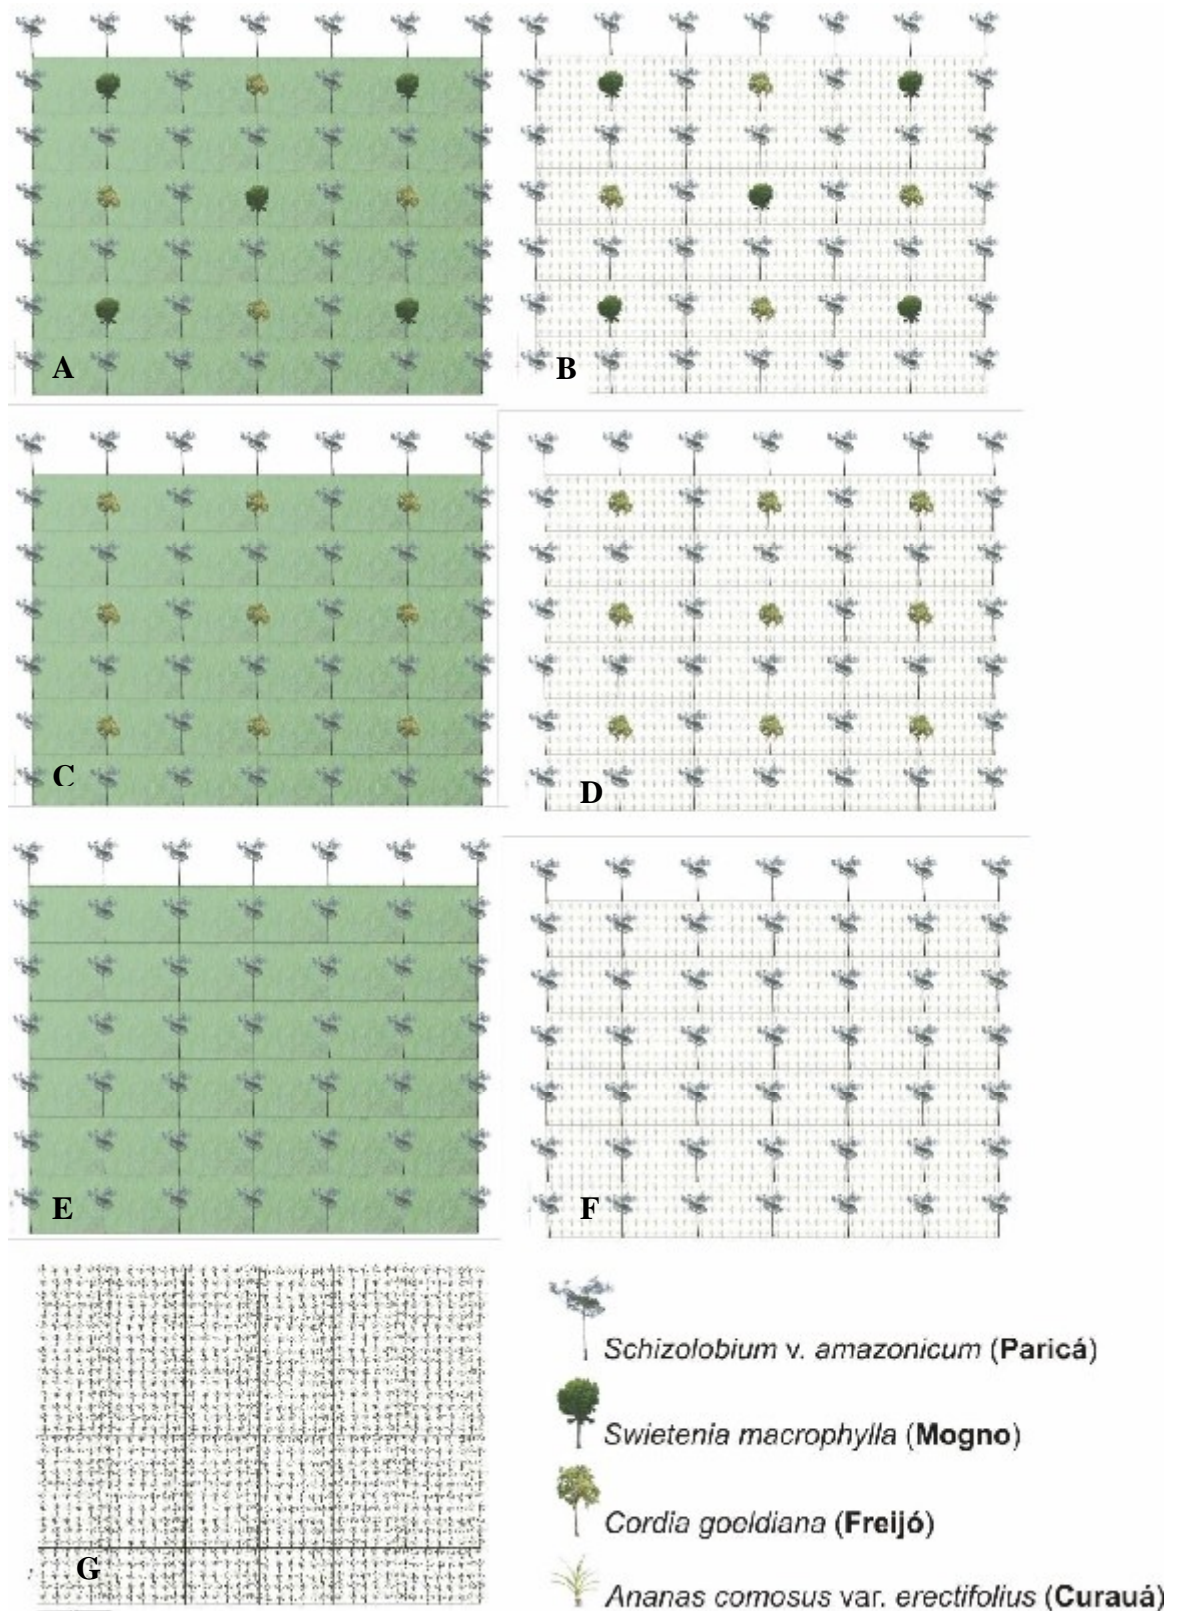 A
B
C
D
E
F
G
Schizolobium v. amazonicum (Paricá)
Swietenia macrophylla (Mogno)
Cordia goeldiana (Freijó)
Ananas comosus var. erectifolius (Curauá)